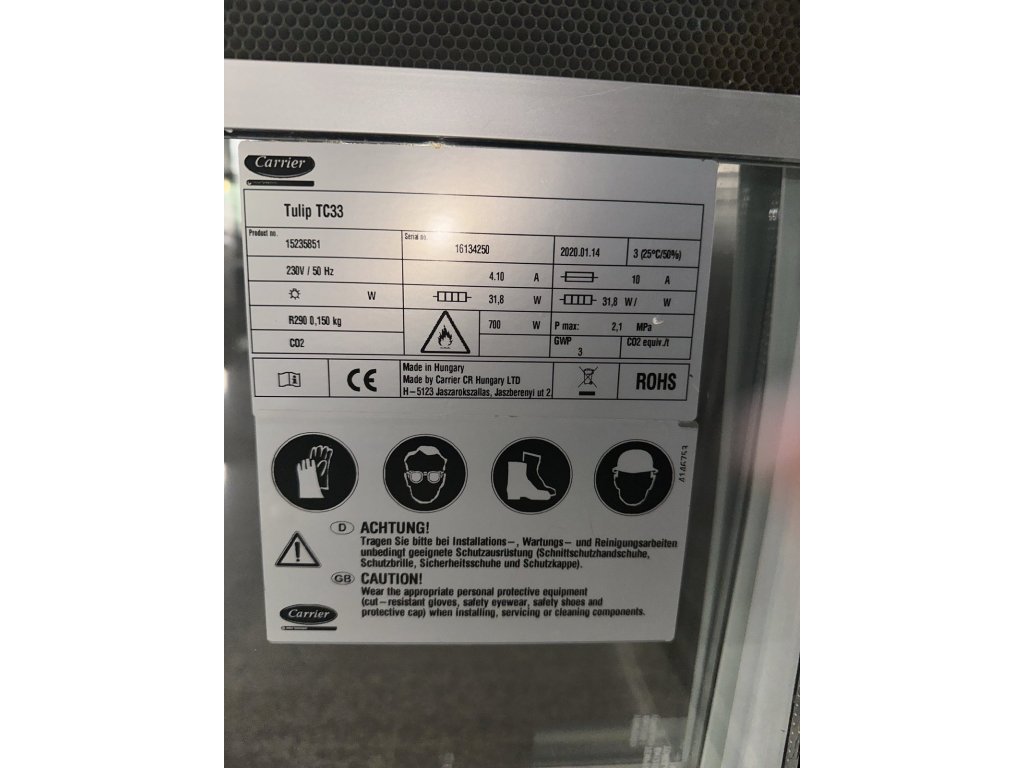 Carrier
Tulip TC33
Product no. 15235851 Serial no. 16134250 2020.01.14 3 (25°C/50%)
230V / 50 Hz 4.10 A 10 A
W 31,8 W 31,8 W / W
R290 0,150 kg 700 W P max: 2,1 MPa
CO2 GWP 3 CO2 equiv./t
CE
Made in Hungary
Made by Carrier CR Hungary LTD
H-5123 Jaszarokszallas, Jaszberenyi ut 2.
ROHS
4146753
D ACHTUNG!
Tragen Sie bitte bei Installations-, Wartungs- und Reinigungsarbeiten
unbedingt geeignete Schutzausrüstung (Schnittschutzhandschuhe,
Schutzbrille, Sicherheitsschuhe und Schutzkappe).
GB CAUTION!
Wear the appropriate personal protective equipment
(cut-resistant gloves, safety eyewear, safety shoes and
protective cap) when installing, servicing or cleaning components.
Carrier